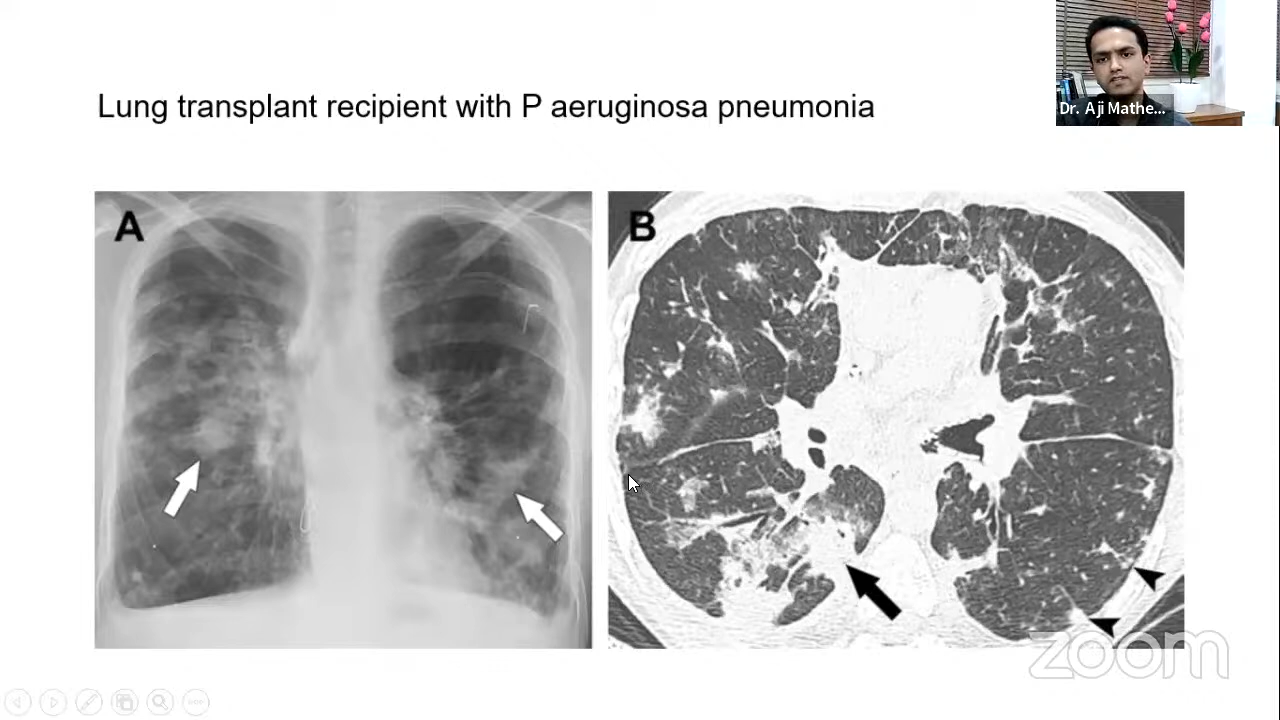 Lung transplant recipient with P aeruginosa pneumonia
Dr. Aji Mathe...
A
B
zoom